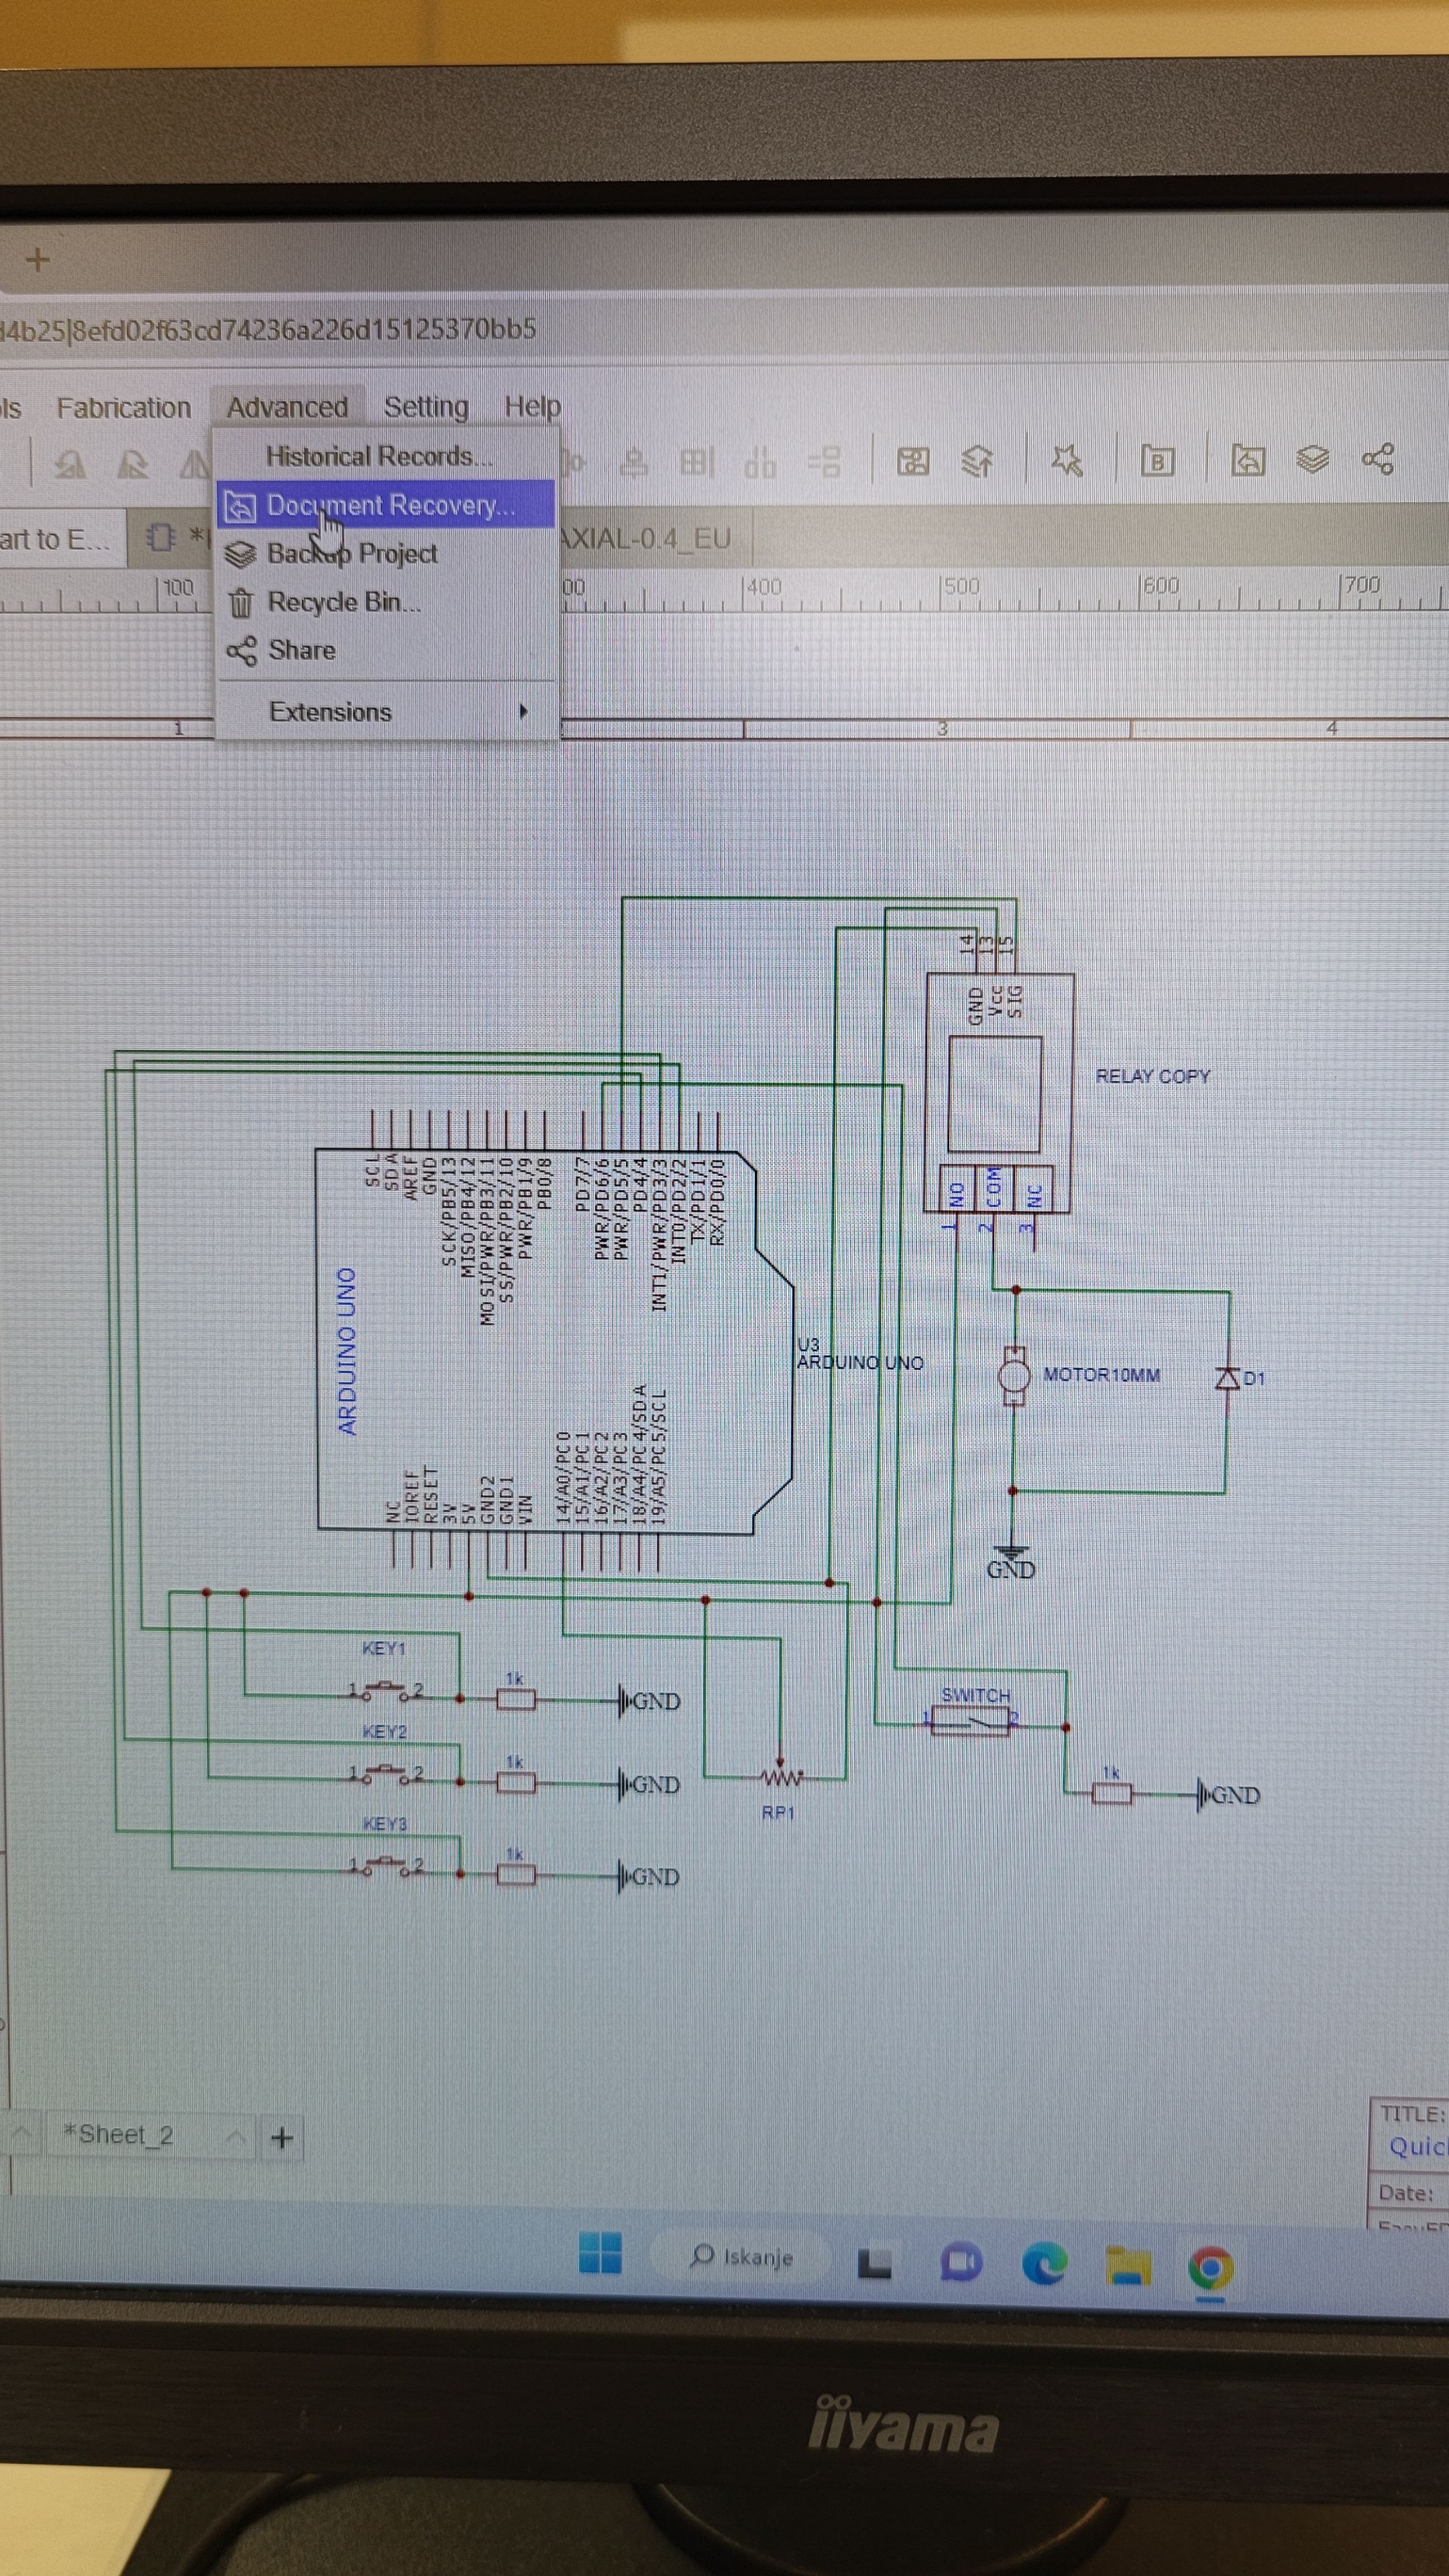 +
d4b25|8efd02f63cd74236a226d15125370bb5
ls Fabrication Advanced Setting Help
Historical Records...
Document Recovery...
Backup Project
Recycle Bin...
Share
Extensions
B
art to E... * AXIAL-0.4_EU
100 00 400 500 600 700
1 3 4
14 13 15
GND Vcc SIG
RELAY COPY
NO COM NC
1 2 3
SCL
SDA
AREF
GND
SCK/PB5/13
MISO/PB4/12
MOSI/PWR/PB3/11
SS/PWR/PB2/10
PWR/PB1/9
PB0/8
PD7/7
PWR/PD6/6
PWR/PD5/5
PD4/4
INT1/PWR/PD3/3
INT0/PD2/2
TX/PD1/1
RX/PD0/0
ARDUINO UNO
U3
ARDUINO UNO
MOTOR10MM
D1
NC
IOREF
RESET
3V
5V
GND2
GND1
VIN
14/A0/PC0
15/A1/PC1
16/A2/PC2
17/A3/PC3
18/A4/PC4/SDA
19/A5/PC5/SCL
GND
KEY1
1 2
1k
GND
SWITCH
1 2
KEY2
1 2
1k
GND
RP1
1k
GND
KEY3
1 2
1k
GND
*Sheet_2 +
TITLE:
Quic
Date:
EasyED
Iskanje
iiyama